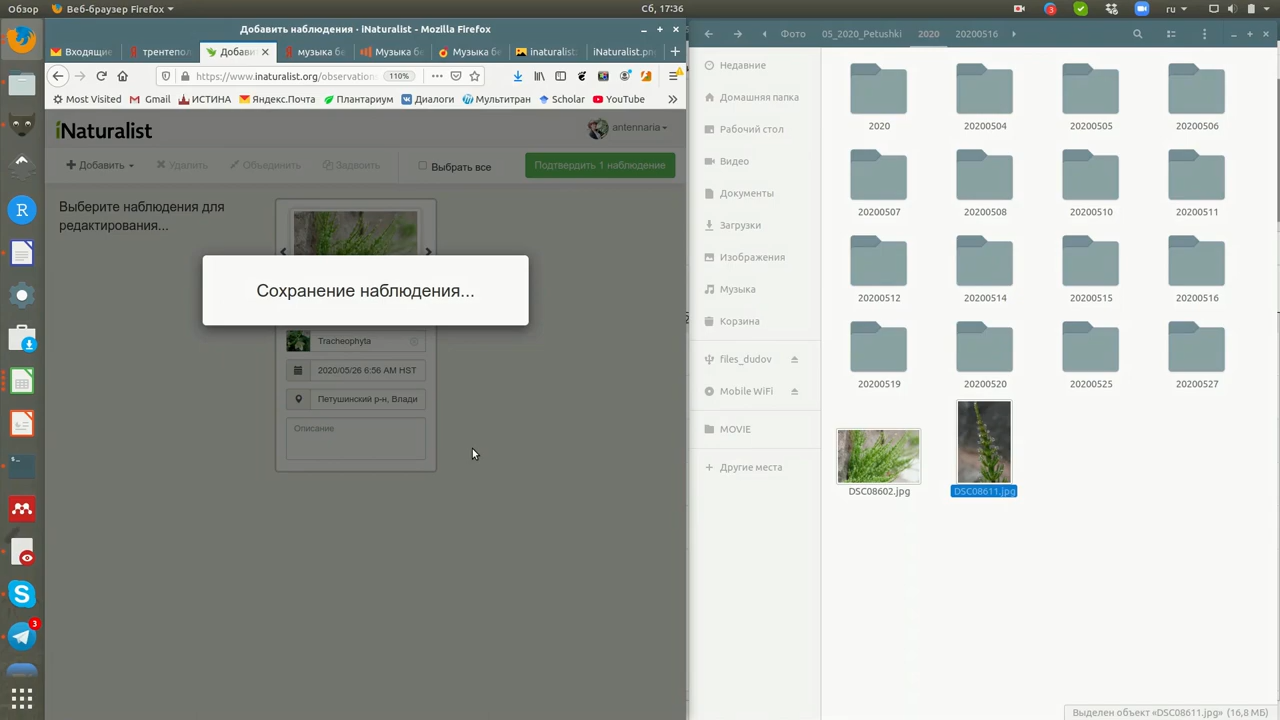 Обзор
Веб-браузер Firefox
Сб, 17:36
3
ru
Добавить наблюдения · iNaturalist - Mozilla Firefox
Входящие
трентепол
Добави
музыка бе
Музыка б
Музыка бе
inaturalist
iNaturalist.pn
https://www.inaturalist.org/observation
110%
Most Visited
Gmail
ИСТИНА
Яндекс.Почта
Плантариум
Диалоги
Мультитран
Scholar
YouTube
iNaturalist
antennaria
Добавить
Удалить
Объединить
Раздвоить
Выбрать все
Подтвердить 1 наблюдение
Выберите наблюдения для
редактирования...
Сохранение наблюдения...
Tracheophyta
2020/05/26 6:56 AM HST
Петушинский р-н, Влади
Описание
R
3
Фото
05_2020_Petushki
2020
20200516
Недавние
Домашняя папка
Рабочий стол
Видео
Документы
Загрузки
Изображения
Музыка
Корзина
files_dudov
Mobile WiFi
MOVIE
Другие места
2020
20200504
20200505
20200506
20200507
20200508
20200510
20200511
20200512
20200514
20200515
20200516
20200519
20200520
20200525
20200527
DSC08602.jpg
DSC08611.jpg
Выделен объект «DSC08611.jpg» (16,8 МБ)